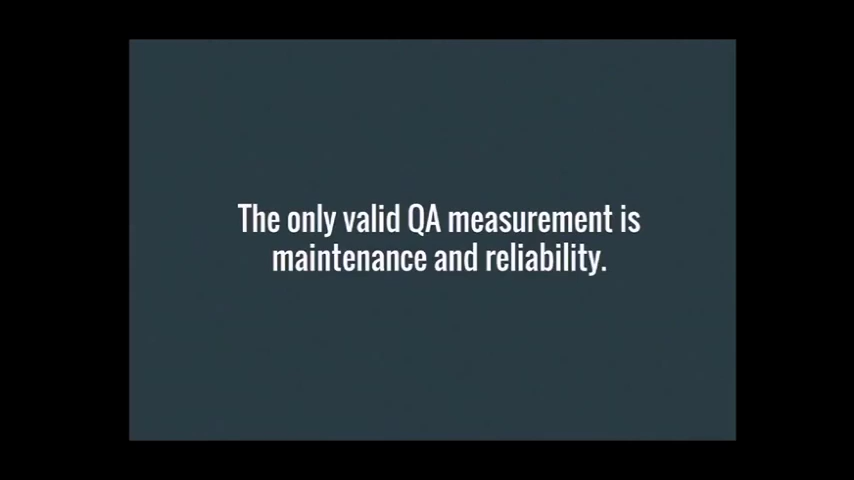 The only valid QA measurement is
maintenance and reliability.